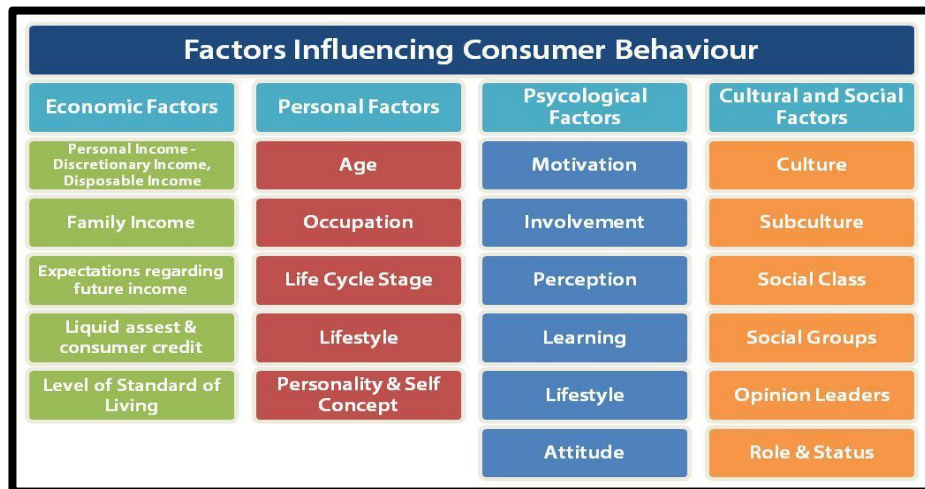 Factors Influencing Consumer Behaviour
Economic Factors
Personal Income -
Discretionary Income,
Disposable Income
Family Income
Expectations regarding
future income
Liquid assest &
consumer credit
Level of Standard of
Living
Personal Factors
Age
Occupation
Life Cycle Stage
Lifestyle
Personality & Self
Concept
Psycological
Factors
Motivation
Involvement
Perception
Learning
Lifestyle
Attitude
Cultural and Social
Factors
Culture
Subculture
Social Class
Social Groups
Opinion Leaders
Role & Status